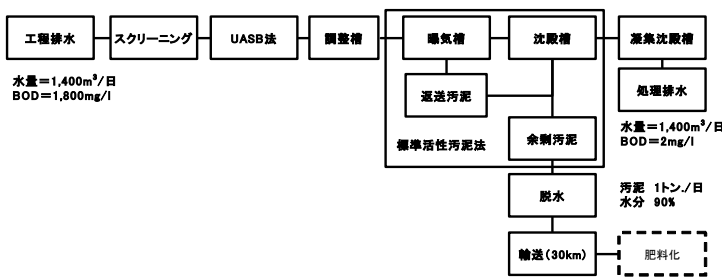 工程排水
スクリーニング
UASB法
調整槽
曝気槽
沈殿槽
凝集沈殿槽
水量=1,400m³/日
BOD=1,800mg/l
返送汚泥
処理排水
標準活性汚泥法
余剰汚泥
水量=1,400m³/日
BOD=2mg/l
脱水
汚泥 1トン./日
水分 90%
輸送(30km)
肥料化